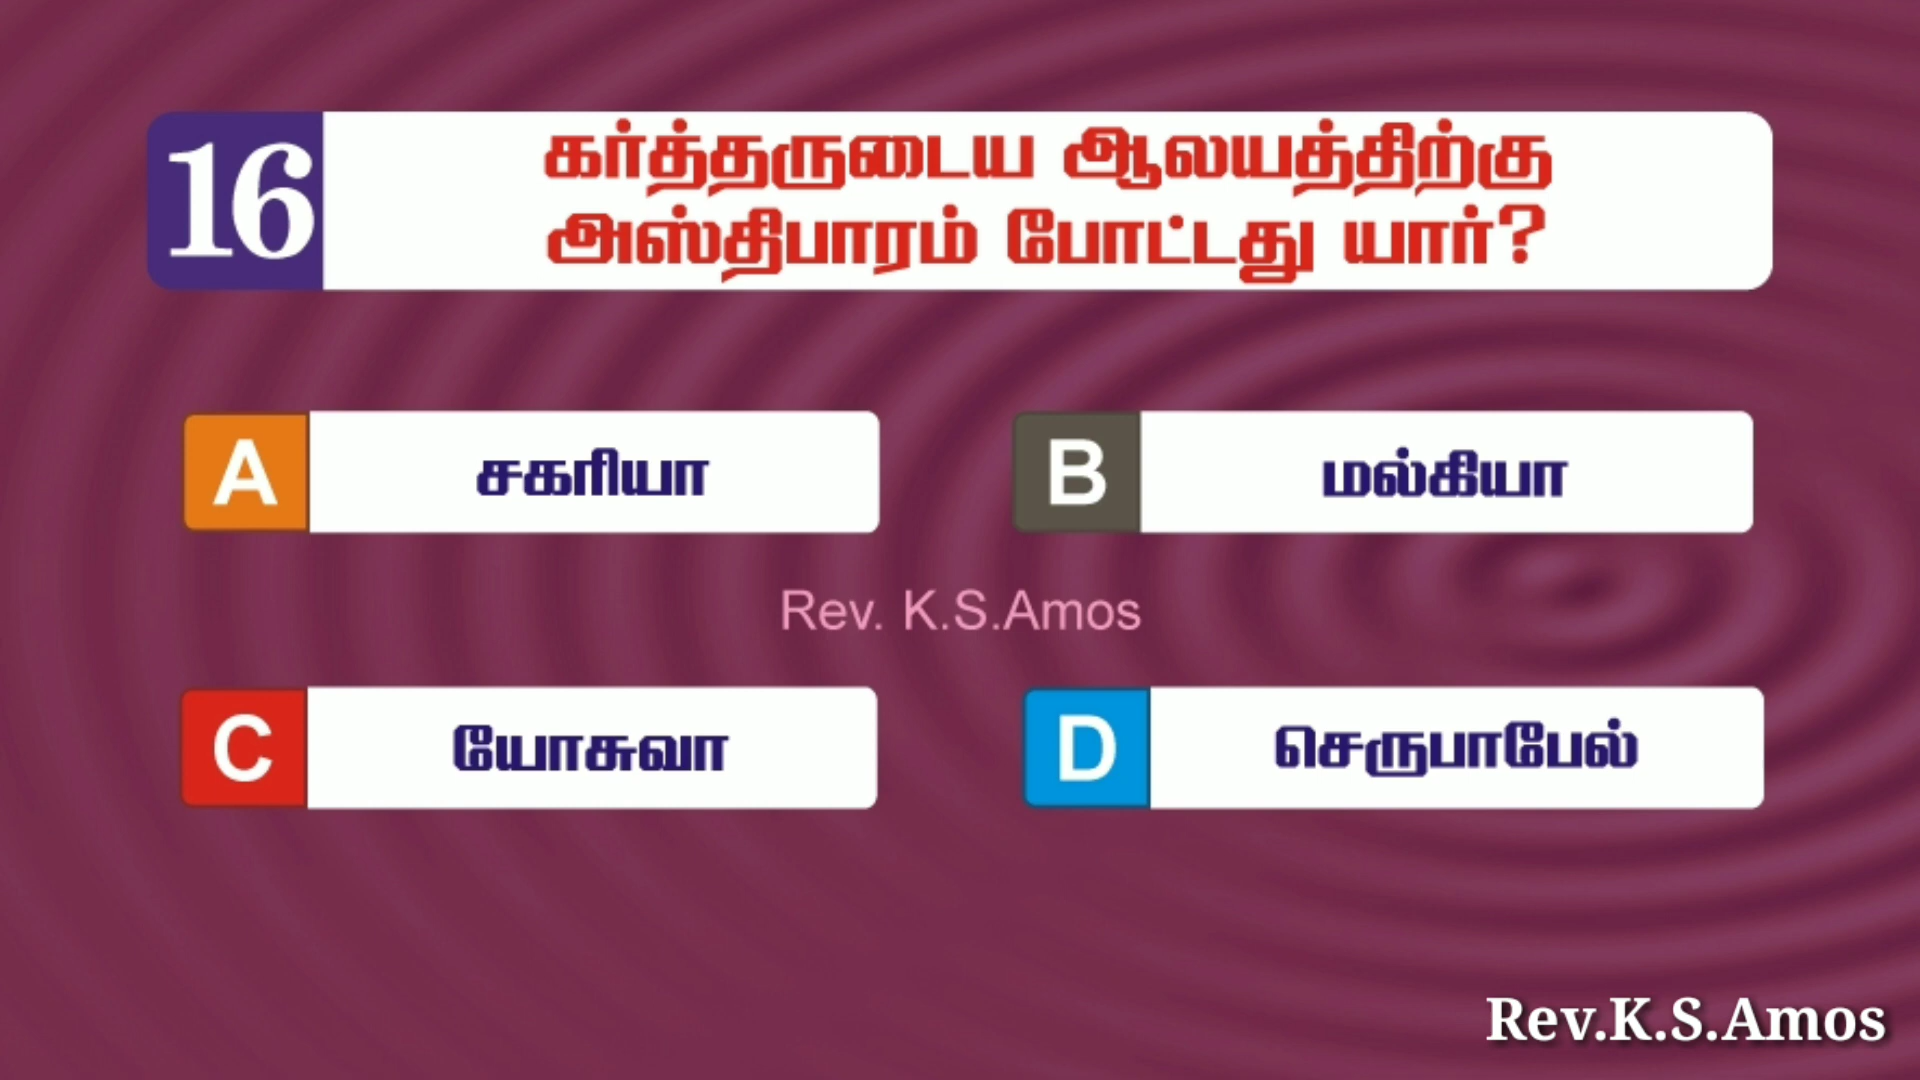 16
கர்த்தருடைய ஆலயத்திற்கு
அஸ்திபாரம் போட்டது யார்?
A சகரியா
B மல்கியா
Rev. K.S.Amos
C யோசுவா
D செருபாபேல்
Rev.K.S.Amos